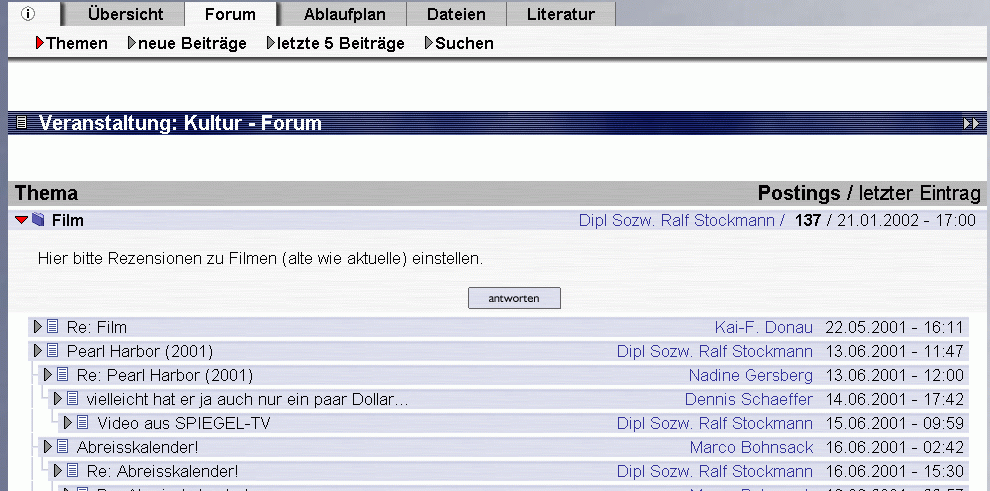 Übersicht Forum Ablaufplan Dateien Literatur
Themen neue Beiträge letzte 5 Beiträge Suchen
Veranstaltung: Kultur - Forum
Thema Postings / letzter Eintrag
Film Dipl Sozw. Ralf Stockmann / 137 / 21.01.2002 - 17:00
Hier bitte Rezensionen zu Filmen (alte wie aktuelle) einstellen.
antworten
Re: Film Kai-F. Donau 22.05.2001 - 16:11
Pearl Harbor (2001) Dipl Sozw. Ralf Stockmann 13.06.2001 - 11:47
Re: Pearl Harbor (2001) Nadine Gersberg 13.06.2001 - 12:00
vielleicht hat er ja auch nur ein paar Dollar... Dennis Schaeffer 14.06.2001 - 17:42
Video aus SPIEGEL-TV Dipl Sozw. Ralf Stockmann 15.06.2001 - 09:59
Abreisskalender! Marco Bohnsack 16.06.2001 - 02:42
Re: Abreisskalender! Dipl Sozw. Ralf Stockmann 16.06.2001 - 15:30